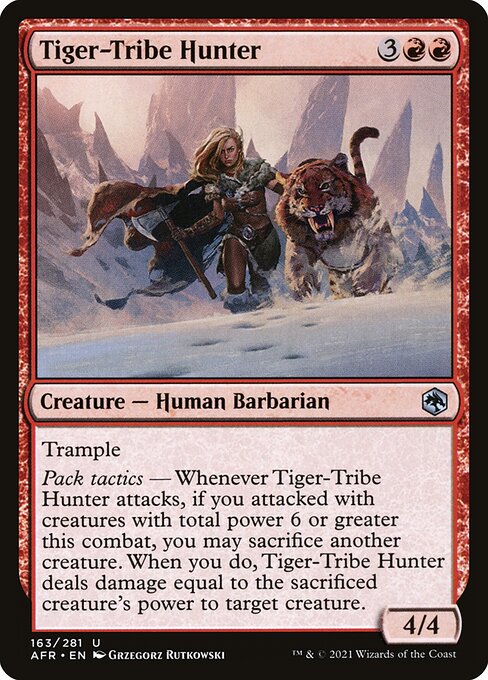 Tiger-Tribe Hunter 3
Creature — Human Barbarian
Trample
Pack tactics — Whenever Tiger-Tribe
Hunter attacks, if you attacked with
creatures with total power 6 or greater
this combat, you may sacrifice another
creature. When you do, Tiger-Tribe Hunter
deals damage equal to the sacrificed
creature's power to target creature.
4/4
163/281 U
AFR • EN Grzegorz Rutkowski
™ & © 2021 Wizards of the Coast